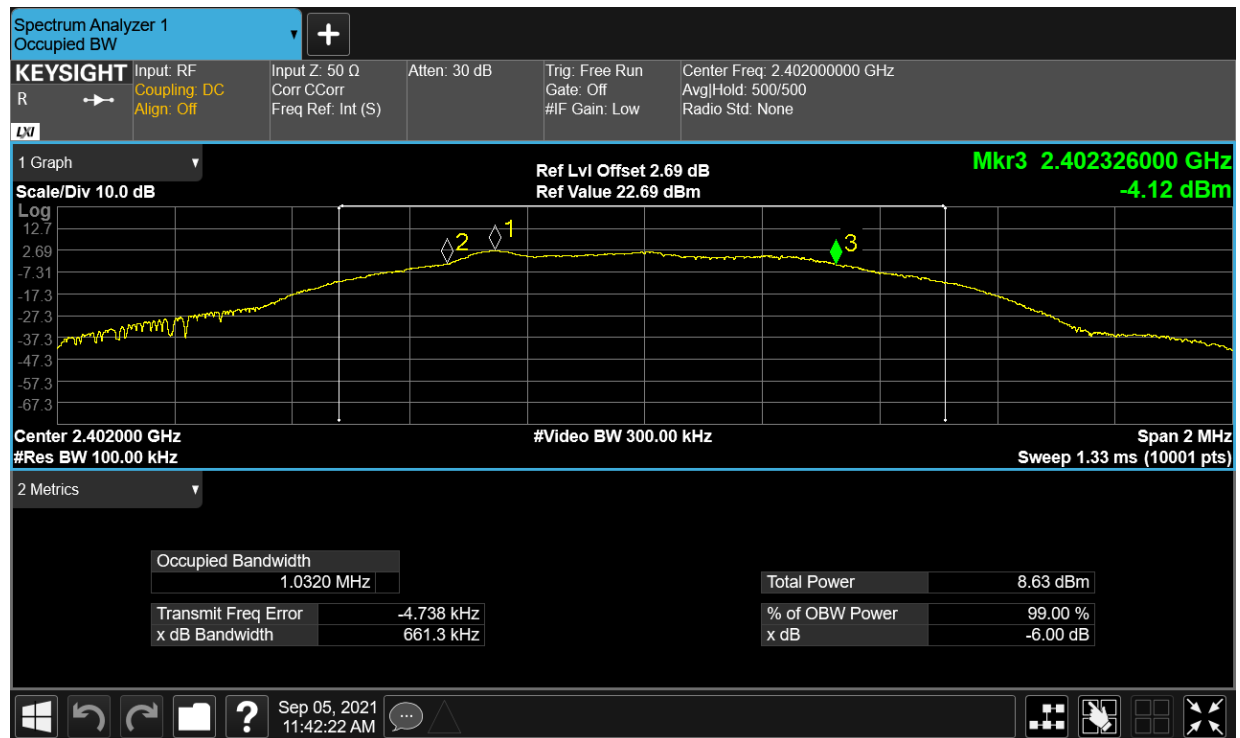 Spectrum Analyzer 1
Occupied BW
KEYSIGHT Input: RF Input Z: 50 Ω Atten: 30 dB Trig: Free Run Center Freq: 2.402000000 GHz
R Coupling: DC Corr CCorr Gate: Off Avg|Hold: 500/500
Align: Off Freq Ref: Int (S) #IF Gain: Low Radio Std: None
LXI
1 Graph Ref Lvl Offset 2.69 dB Mkr3 2.402326000 GHz
Scale/Div 10.0 dB Ref Value 22.69 dBm -4.12 dBm
Log
12.7
2.69
-7.31
-17.3
-27.3
-37.3
-47.3
-57.3
-67.3
2 1 3
Center 2.402000 GHz #Video BW 300.00 kHz Span 2 MHz
#Res BW 100.00 kHz Sweep 1.33 ms (10001 pts)
2 Metrics
Occupied Bandwidth
1.0320 MHz Total Power 8.63 dBm
Transmit Freq Error -4.738 kHz % of OBW Power 99.00 %
x dB Bandwidth 661.3 kHz x dB -6.00 dB
? Sep 05, 2021
11:42:22 AM